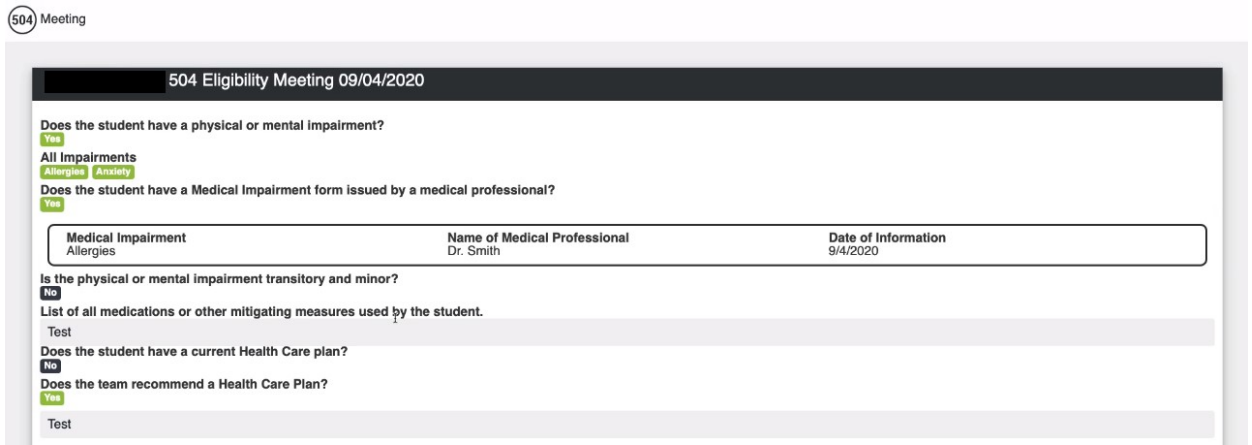 504 Meeting
504 Eligibility Meeting 09/04/2020
Does the student have a physical or mental impairment?
Yes
All Impairments
Allergies Anxiety
Does the student have a Medical Impairment form issued by a medical professional?
Yes
Medical Impairment Name of Medical Professional Date of Information
Allergies Dr. Smith 9/4/2020
Is the physical or mental impairment transitory and minor?
No
List of all medications or other mitigating measures used by the student.
Test
Does the student have a current Health Care plan?
No
Does the team recommend a Health Care Plan?
Yes
Test